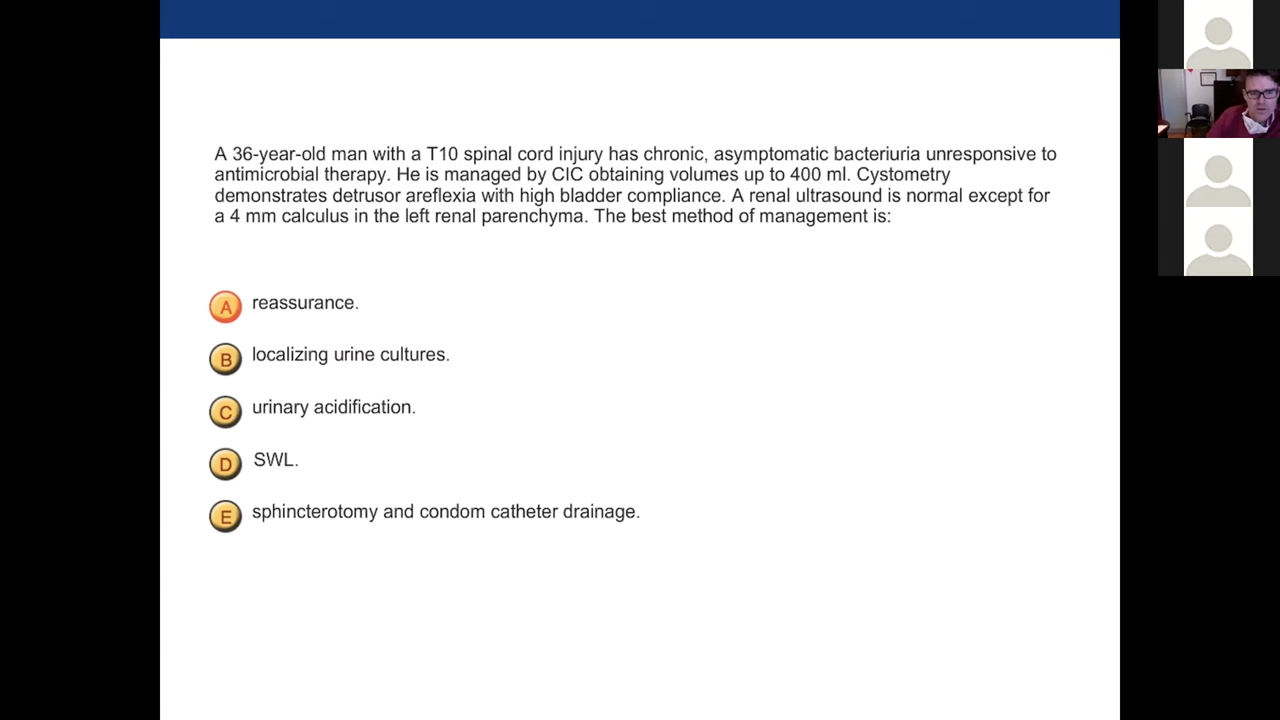 A 36-year-old man with a T10 spinal cord injury has chronic, asymptomatic bacteriuria unresponsive to
antimicrobial therapy. He is managed by CIC obtaining volumes up to 400 ml. Cystometry
demonstrates detrusor areflexia with high bladder compliance. A renal ultrasound is normal except for
a 4 mm calculus in the left renal parenchyma. The best method of management is:
A reassurance.
B localizing urine cultures.
C urinary acidification.
D SWL.
E sphincterotomy and condom catheter drainage.